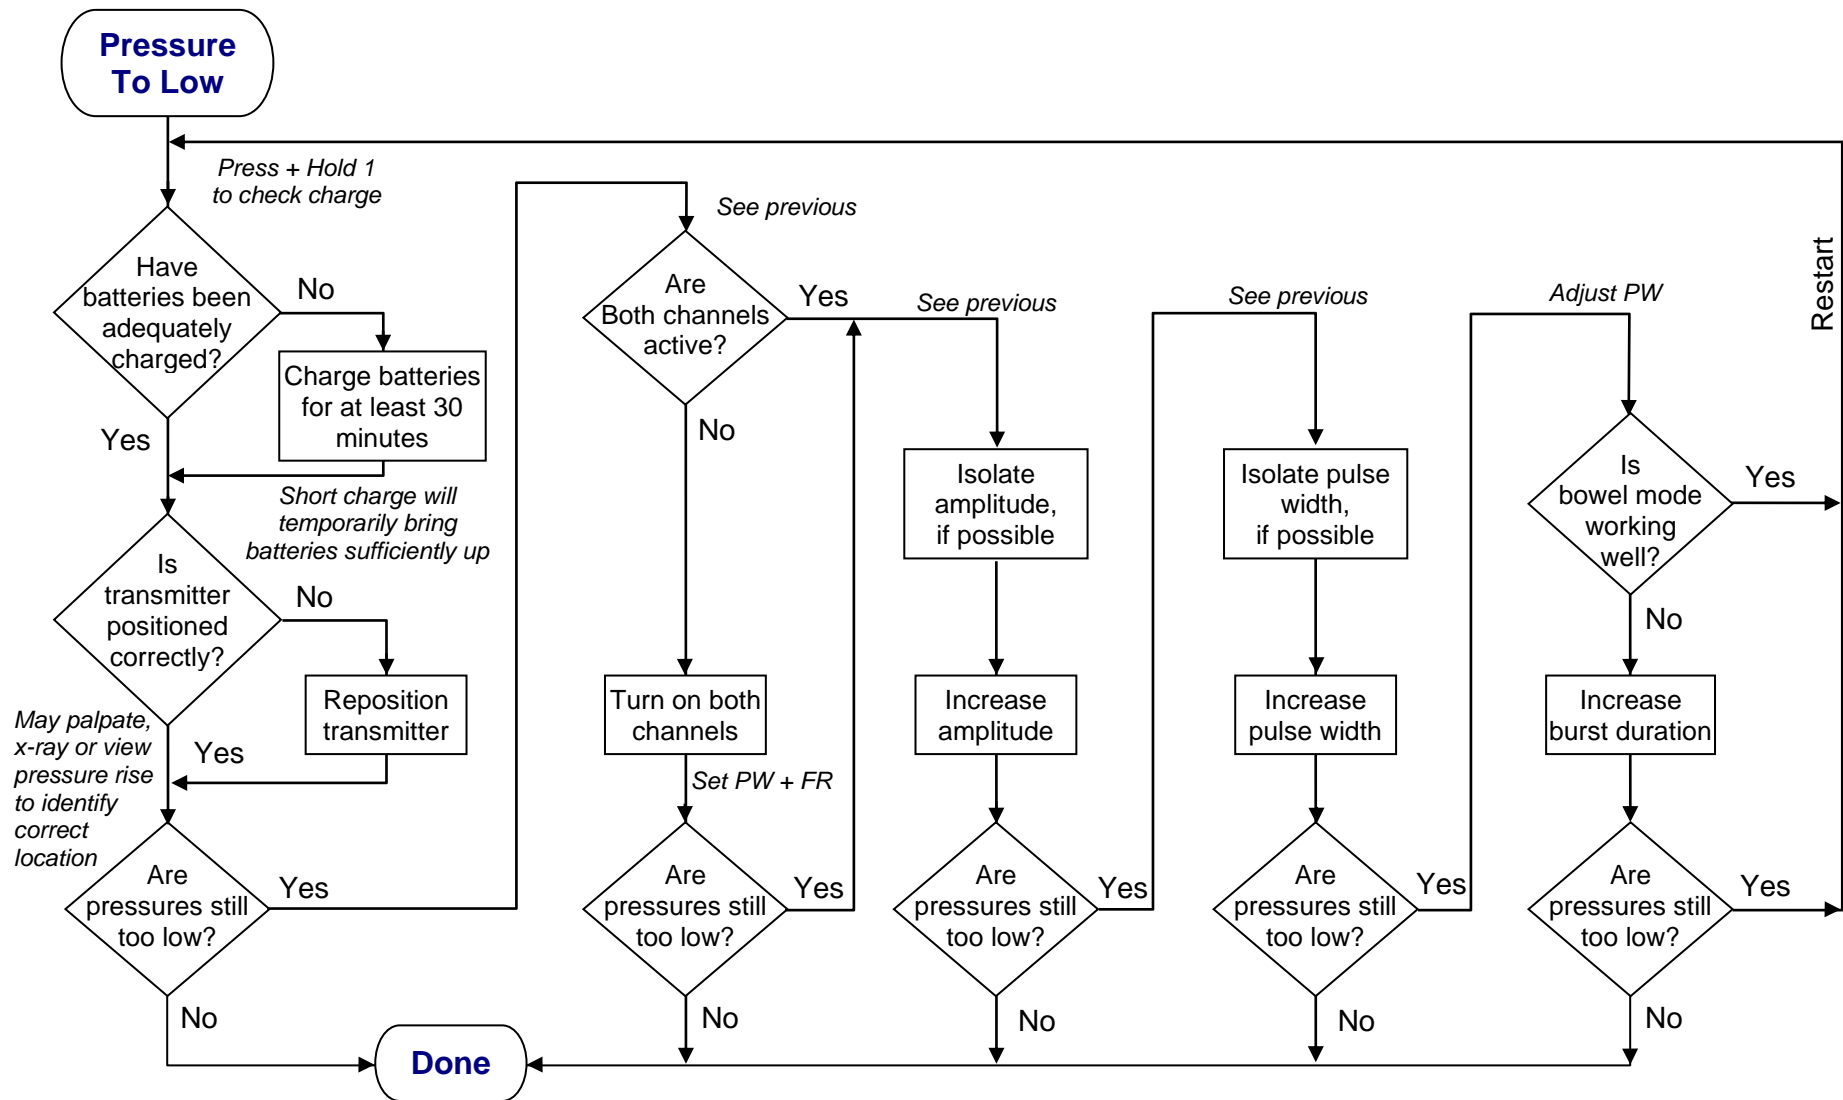 Pressure
To Low
Press + Hold 1
to check charge
Have
batteries been
adequately
charged?
No
Charge batteries
for at least 30
minutes
Yes
Short charge will
temporarily bring
batteries sufficiently up
Is
transmitter
positioned
correctly?
No
Reposition
transmitter
May palpate,
x-ray or view
pressure rise
to identify
correct
location
Yes
Are
pressures still
too low?
Yes
No
See previous
Are
Both channels
active?
Yes
No
Turn on both
channels
Set PW + FR
Are
pressures still
too low?
Yes
No
See previous
Isolate
amplitude,
if possible
Increase
amplitude
Are
pressures still
too low?
Yes
No
See previous
Isolate pulse
width,
if possible
Increase
pulse width
Are
pressures still
too low?
Yes
No
Adjust PW
Is
bowel mode
working
well?
Yes
No
Increase
burst duration
Are
pressures still
too low?
Yes
No
Restart
Done